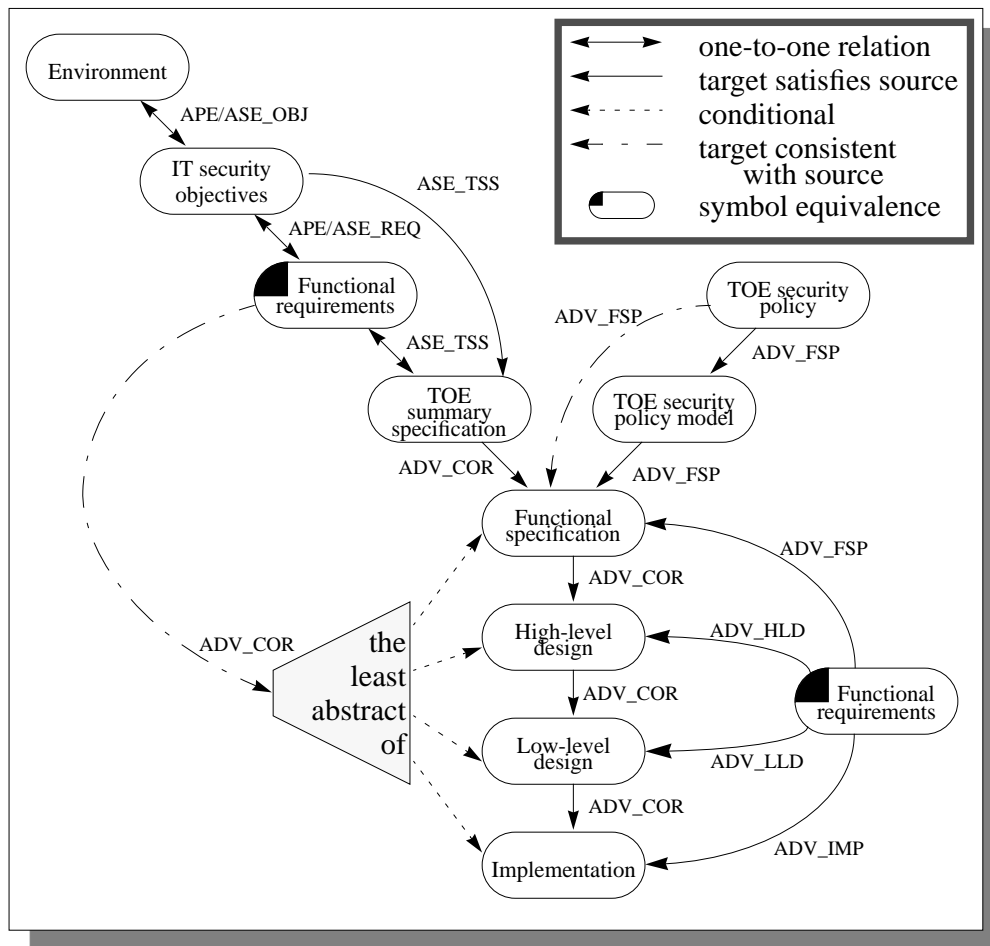 Environment
APE/ASE_OBJ
IT security
objectives
ASE_TSS
APE/ASE_REQ
Functional
requirements
ASE_TSS
TOE
summary
specification
ADV_COR
one-to-one relation
target satisfies source
conditional
target consistent
with source
symbol equivalence
TOE security
policy
ADV_FSP
ADV_FSP
TOE security
policy model
ADV_FSP
Functional
specification
ADV_FSP
ADV_COR
High-level
design
ADV_HLD
ADV_COR
ADV_COR
the
least
abstract
of
Functional
requirements
Low-level
design
ADV_LLD
ADV_COR
Implementation
ADV_IMP